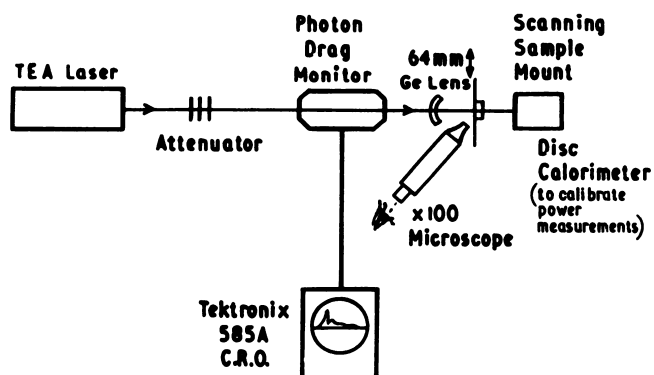 TEA Laser
Attenuator
Photon
Drag
Monitor
64mm
Ge Lens
Scanning
Sample
Mount
Disc
Calorimeter
(to calibrate
power
measurements)
x100
Microscope
Tektronix
585A
C.R.O.